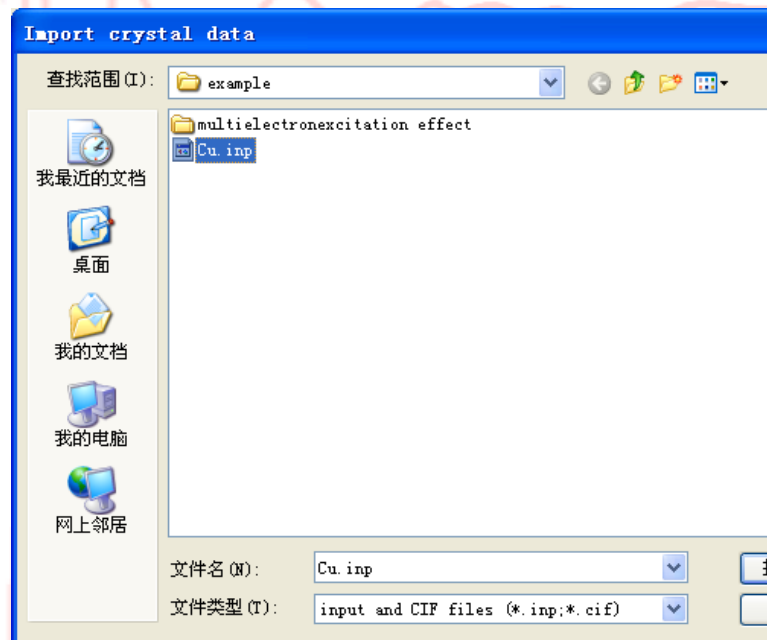 Import crystal data
查找范围(I):
example
multielectronexcitation effect
Cu.inp
我最近的文档
桌面
我的文档
我的电脑
网上邻居
文件名(N):
Cu.inp
文件类型(T):
input and CIF files (*.inp;*.cif)